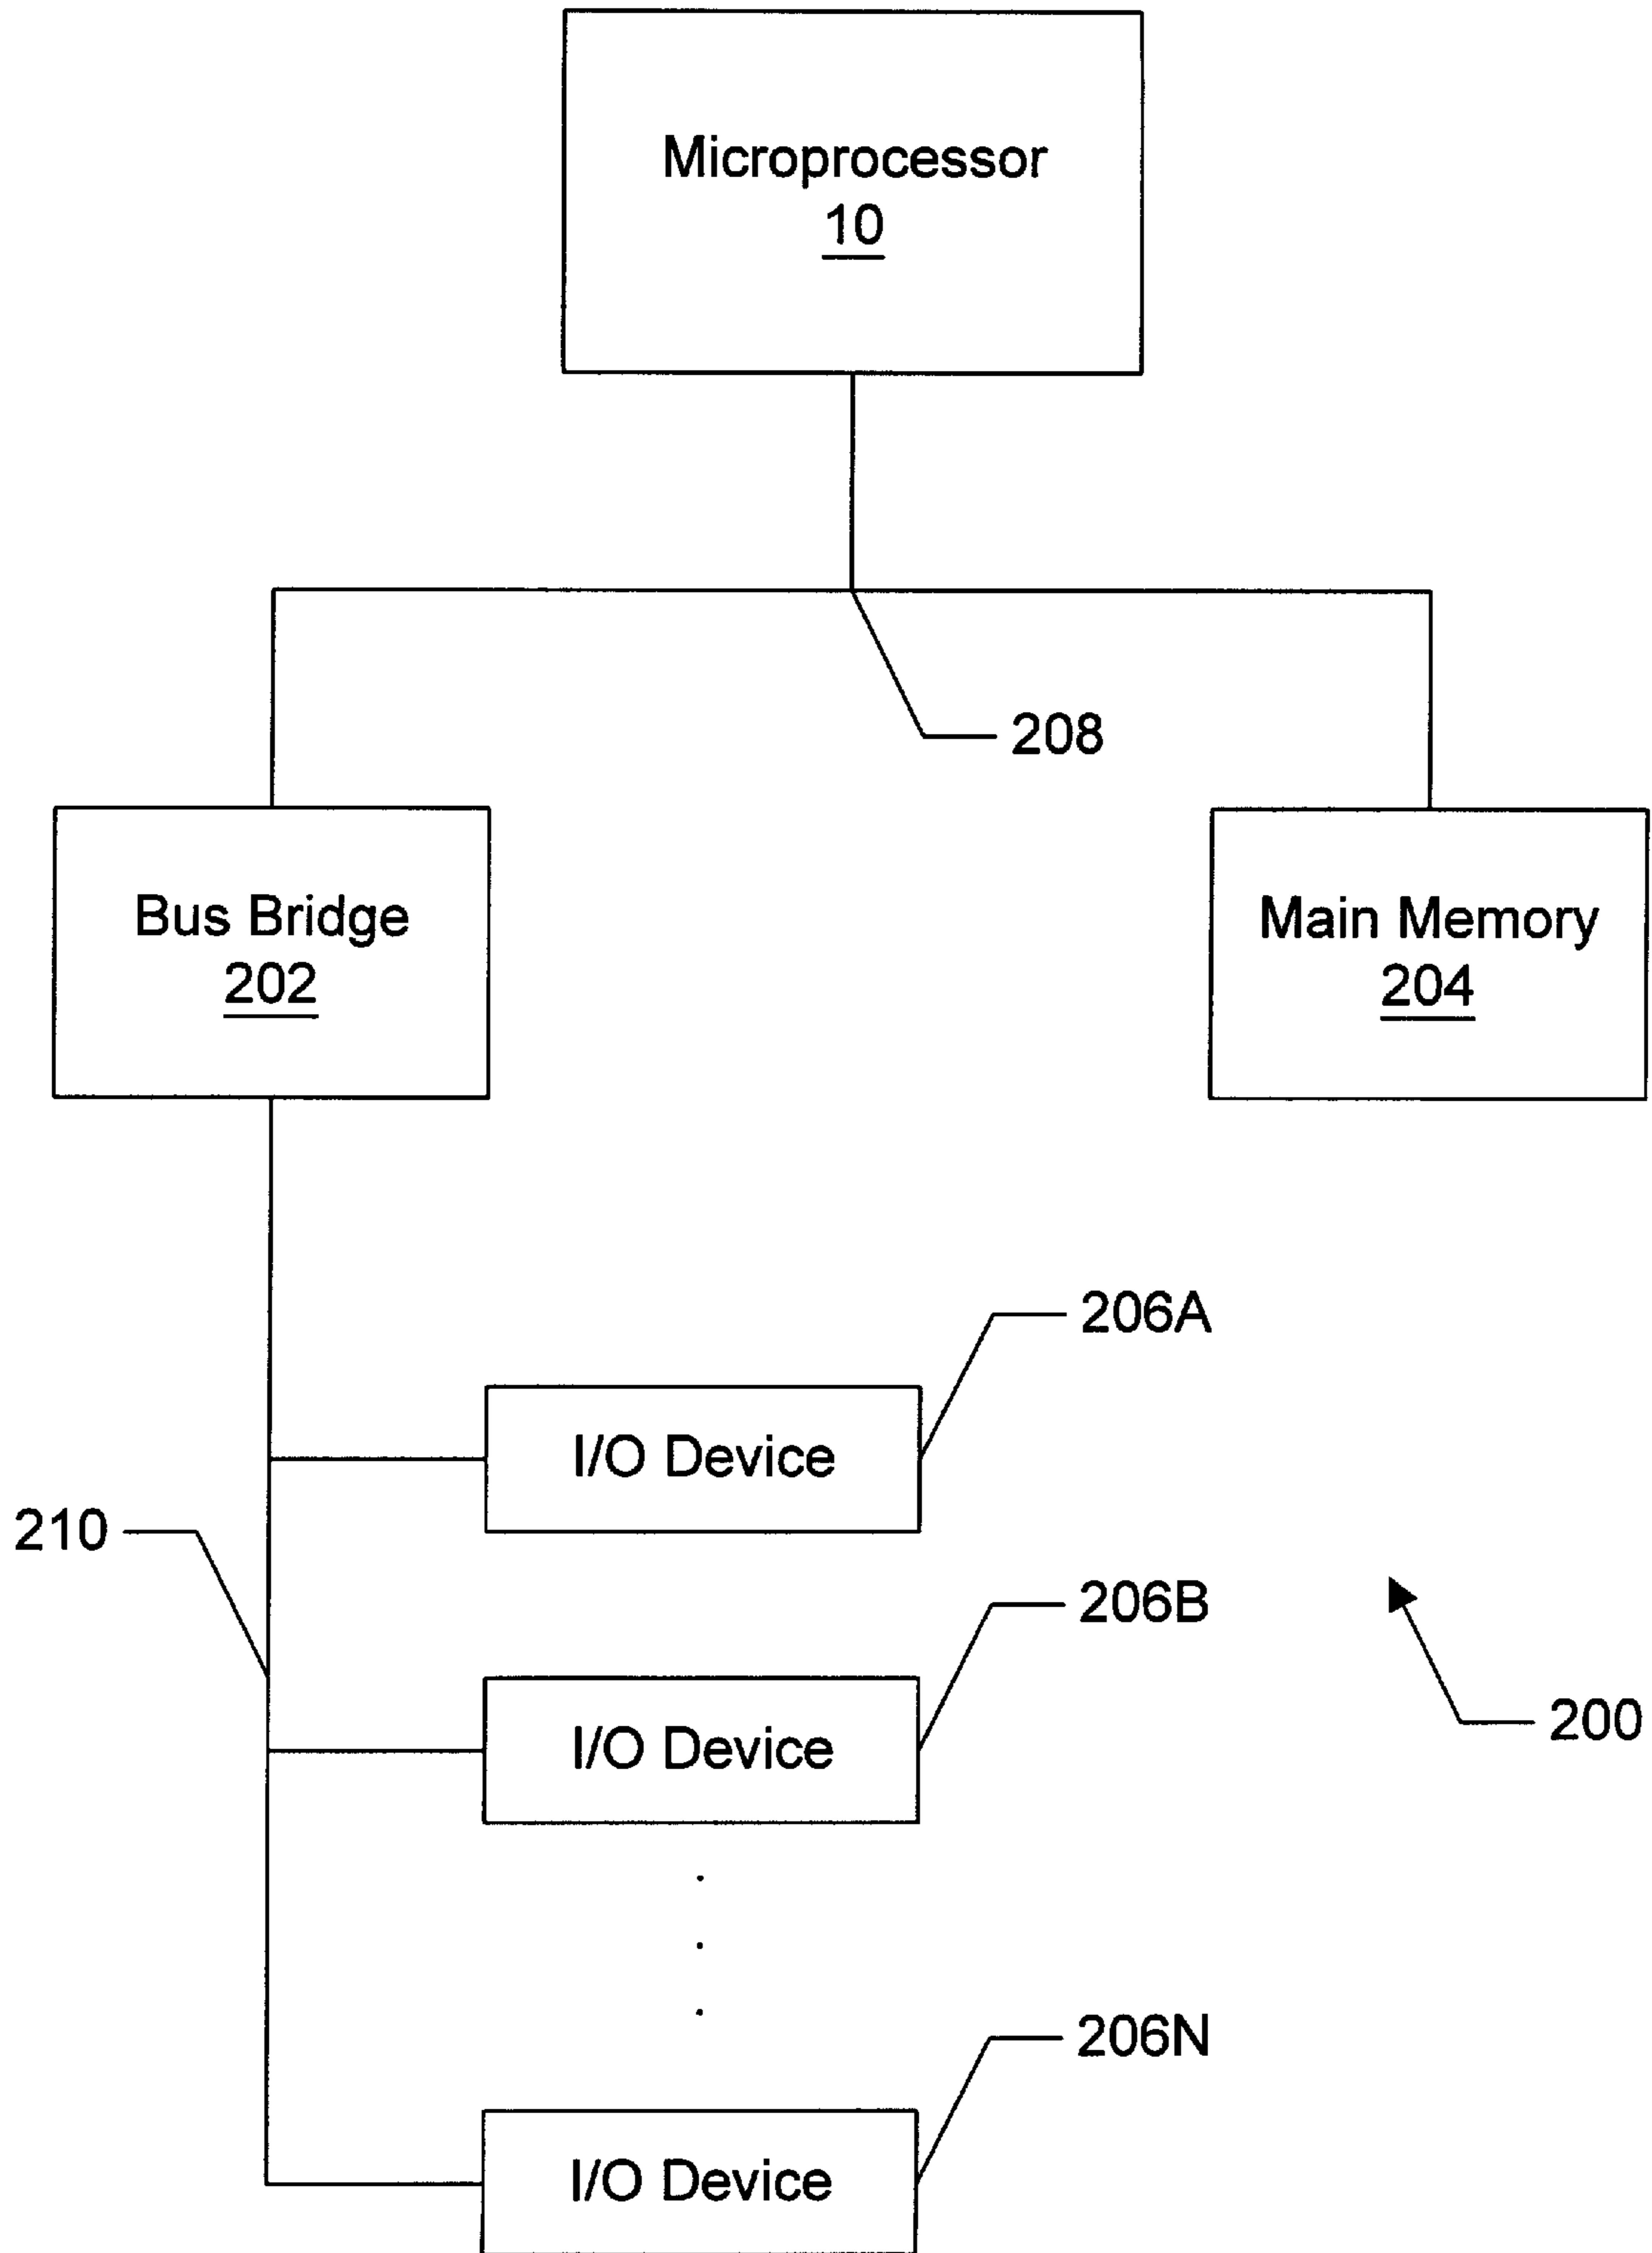 Microprocessor
10
208
Bus Bridge
202
Main Memory
204
206A
I/O Device
210
206B
I/O Device
200
206N
I/O Device